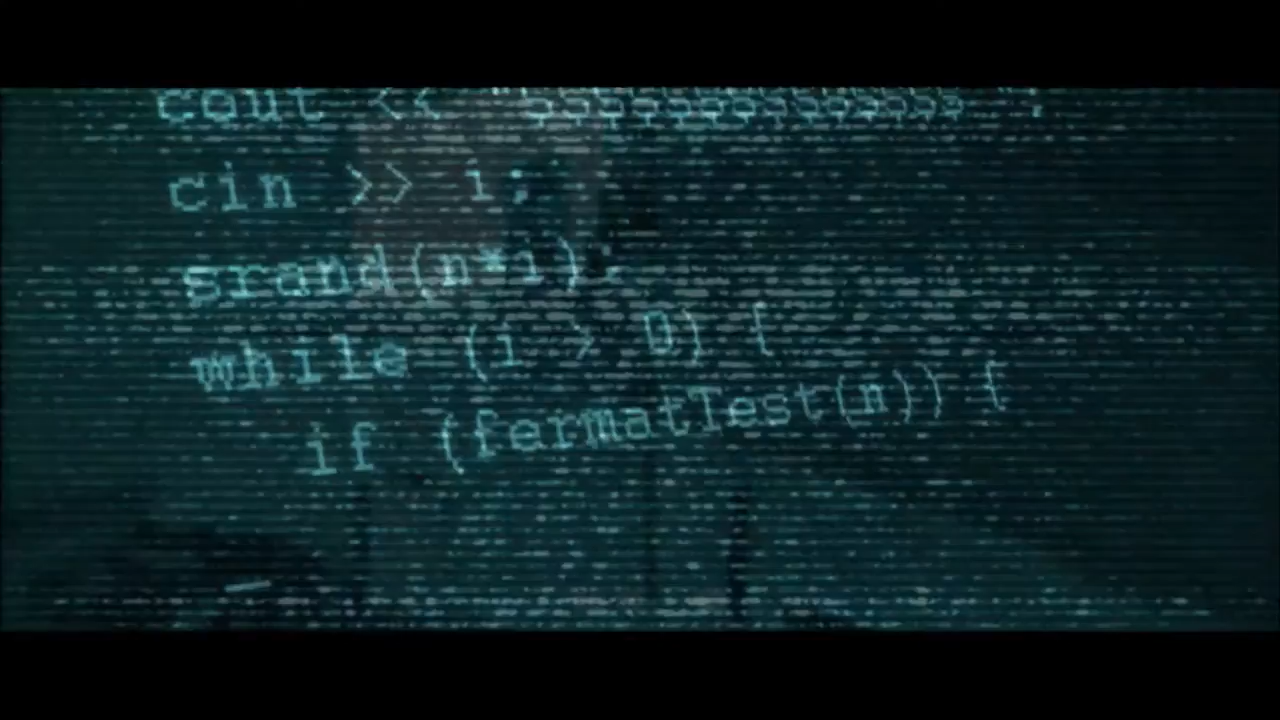 cout << "$$$$$$$$$$$$$$ ";
cin >> i;
srand(n*i);
while (i > 0) {
if (fermatTest(n)) {
_